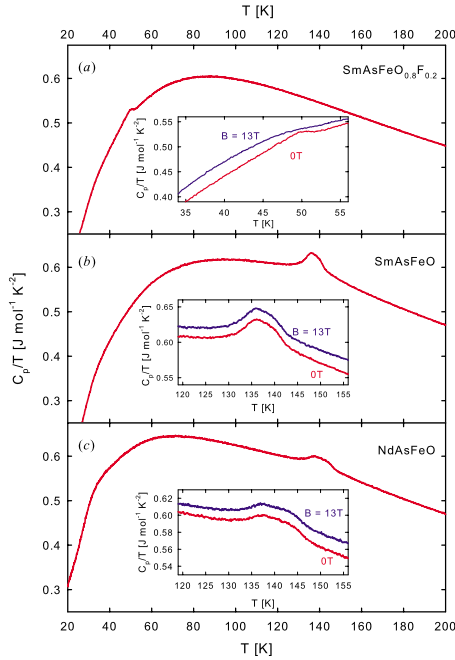 T [K]
20 40 60 80 100 120 140 160 180 200
(a)
SmAsFeO0.8F0.2
0.6
0.5
0.4
0.3
0.55
0.50
0.45
0.40
B = 13T
0T
35 40 45 50 55
T [K]
Cp/T [J mol-1 K-2]
(b)
SmAsFeO
0.6
0.5
0.4
0.3
0.65
0.60
0.55
B = 13T
0T
120 125 130 135 140 145 150 155
T [K]
Cp/T [J mol-1 K-2]
Cp/T [J mol-1 K-2]
(c)
NdAsFeO
0.6
0.5
0.4
0.3
0.62
0.60
0.58
0.56
0.54
B = 13T
0T
120 125 130 135 140 145 150 155
T [K]
Cp/T [J mol-1 K-2]
20 40 60 80 100 120 140 160 180 200
T [K]